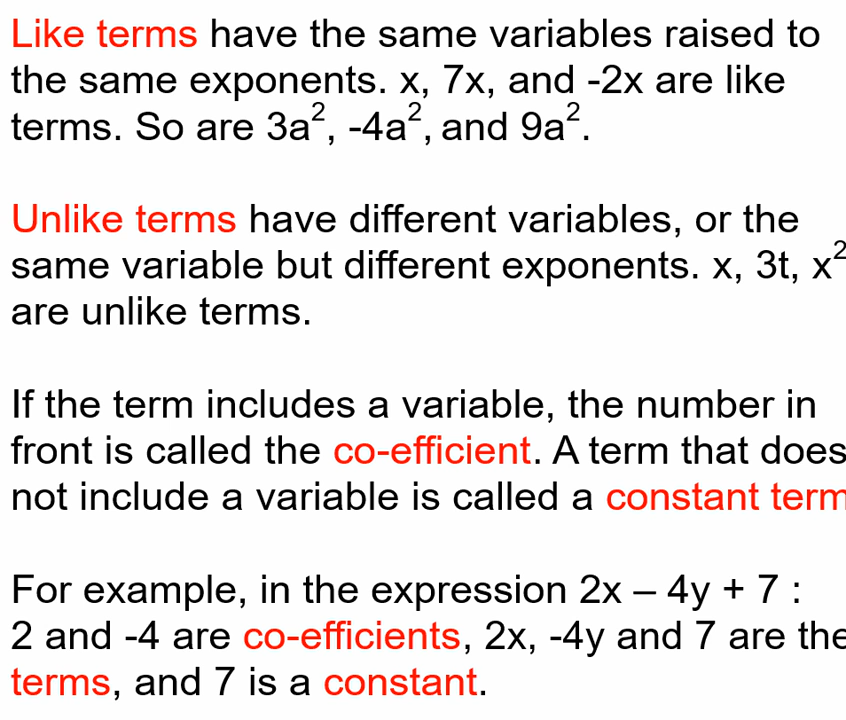 Like terms have the same variables raised to
the same exponents. x, 7x, and -2x are like
terms. So are 3a², -4a², and 9a².
Unlike terms have different variables, or the
same variable but different exponents. x, 3t, x²
are unlike terms.
If the term includes a variable, the number in
front is called the co-efficient. A term that does
not include a variable is called a constant term
For example, in the expression 2x – 4y + 7 :
2 and -4 are co-efficients, 2x, -4y and 7 are the
terms, and 7 is a constant.